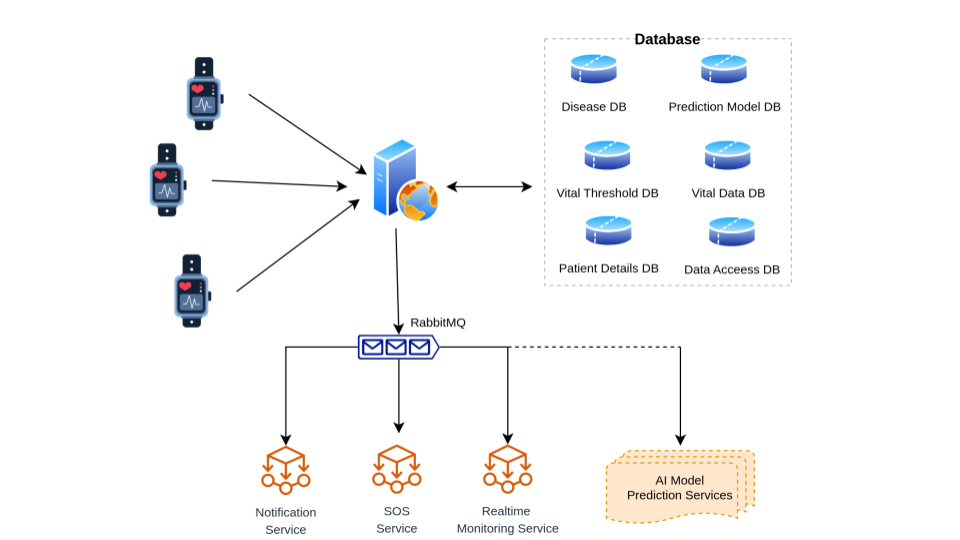 Database
Disease DB
Prediction Model DB
Vital Threshold DB
Vital Data DB
Patient Details DB
Data Acceess DB
RabbitMQ
Notification
Service
SOS
Service
Realtime
Monitoring Service
AI Model
Prediction Services